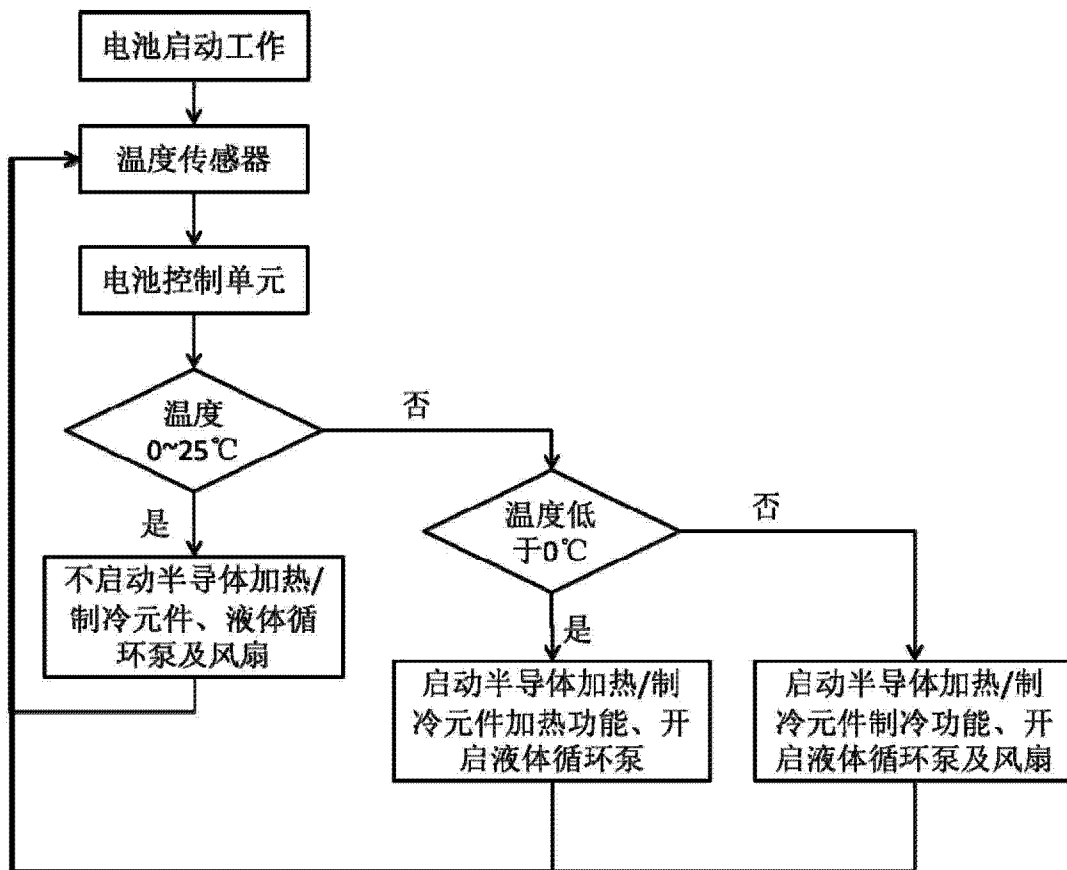 电池启动工作
温度传感器
电池控制单元
温度
0~25℃
否
是
不启动半导体加热/
制冷元件、液体循
环泵及风扇
温度低
于0℃
否
是
启动半导体加热/制
冷元件加热功能、开
启液体循环泵
启动半导体加热/制
冷元件制冷功能、开
启液体循环泵及风扇